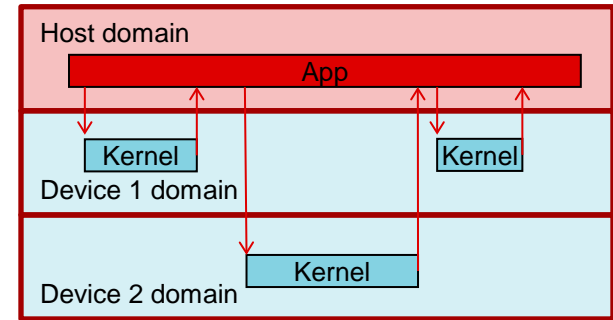 Host domain
App
Kernel
Kernel
Device 1 domain
Kernel
Device 2 domain